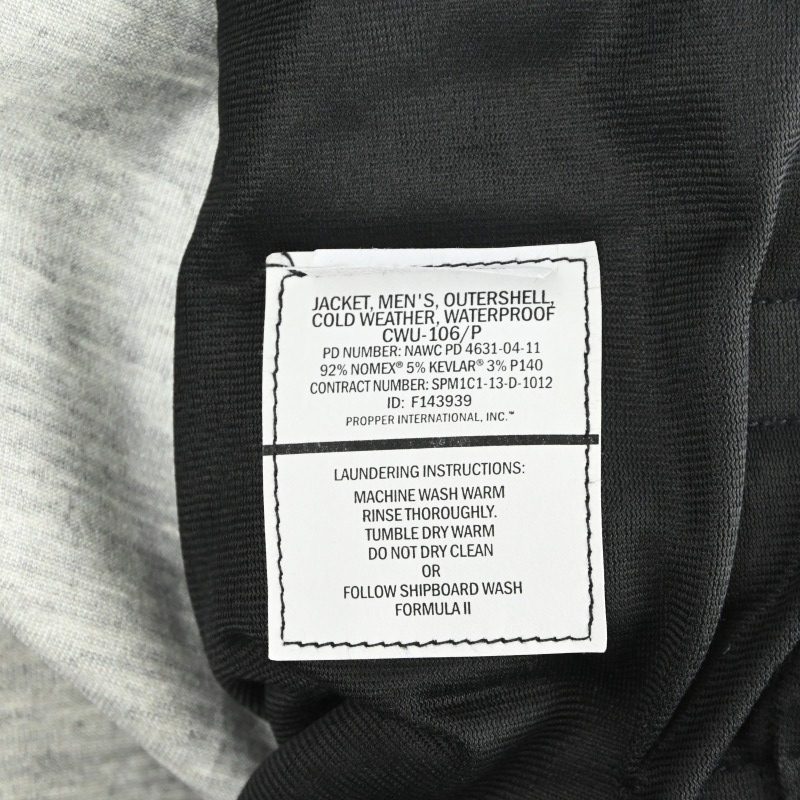 JACKET, MEN'S, OUTERSHELL,
COLD WEATHER, WATERPROOF
CWU-106/P
PD NUMBER: NAWC PD 4631-04-11
92% NOMEX® 5% KEVLAR® 3% P140
CONTRACT NUMBER: SPM1C1-13-D-1012
ID: F143939
PROPPER INTERNATIONAL, INC.™
LAUNDERING INSTRUCTIONS:
MACHINE WASH WARM
RINSE THOROUGHLY.
TUMBLE DRY WARM
DO NOT DRY CLEAN
OR
FOLLOW SHIPBOARD WASH
FORMULA II